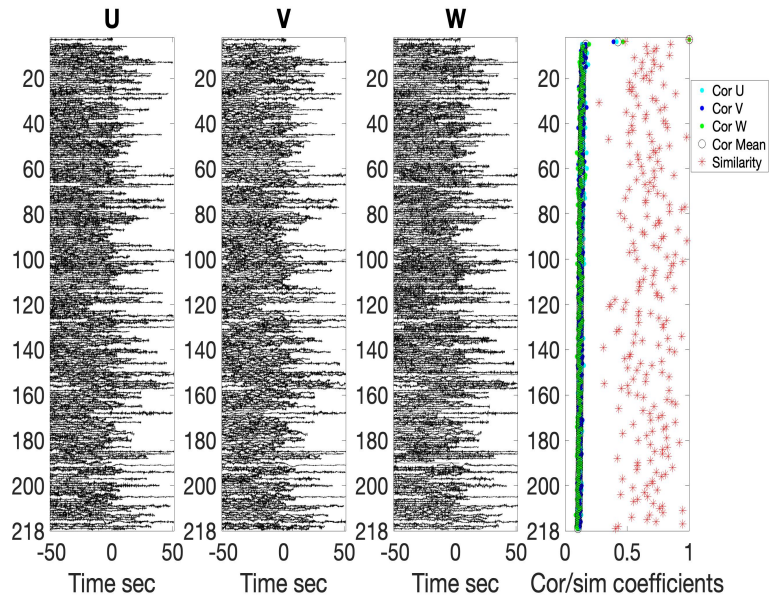 U V W
20 20 20 20
40 40 40 40
60 60 60 60
80 80 80 80
100 100 100 100
120 120 120 120
140 140 140 140
160 160 160 160
180 180 180 180
200 200 200 200
218 218 218 218
-50 0 50 -50 0 50 -50 0 50 0 0.5 1
Time sec Time sec Time sec Cor/sim coefficients
Cor U
Cor V
Cor W
Cor Mean
Similarity